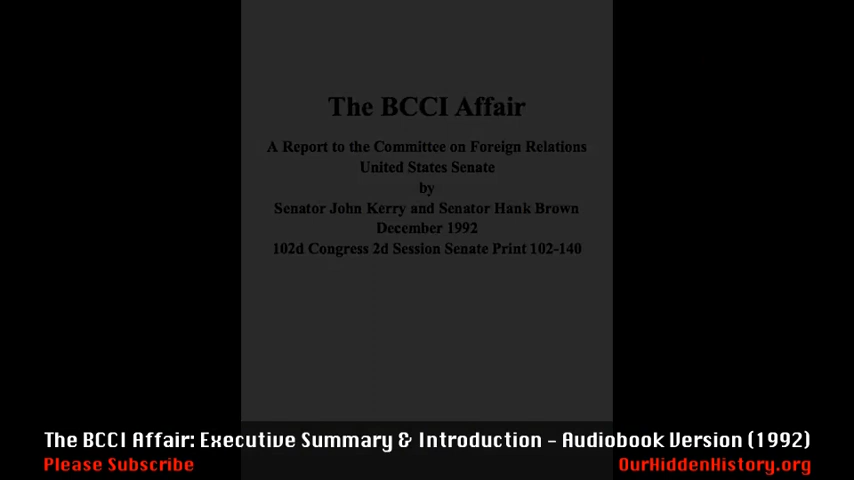 The BCCI Affair
A Report to the Committee on Foreign Relations
United States Senate
by
Senator John Kerry and Senator Hank Brown
December 1992
102d Congress 2d Session Senate Print 102-140
The BCCI Affair: Executive Summary & Introduction - Audiobook Version (1992)
Please Subscribe
OurHiddenHistory.org